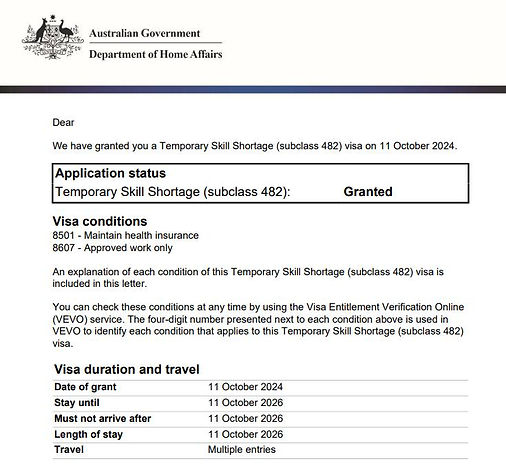 Australian Government
Department of Home Affairs
Dear
We have granted you a Temporary Skill Shortage (subclass 482) visa on 11 October 2024.
Application status
Temporary Skill Shortage (subclass 482): Granted
Visa conditions
8501 - Maintain health insurance
8607 - Approved work only
An explanation of each condition of this Temporary Skill Shortage (subclass 482) visa is
included in this letter.
You can check these conditions at any time by using the Visa Entitlement Verification Online
(VEVO) service. The four-digit number presented next to each condition above is used in
VEVO to identify each condition that applies to this Temporary Skill Shortage (subclass 482)
visa.
Visa duration and travel
Date of grant 11 October 2024
Stay until 11 October 2026
Must not arrive after 11 October 2026
Length of stay 11 October 2026
Travel Multiple entries